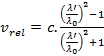 v_rel = c.((λ′/λ₀)² − 1)/((λ′/λ₀)² + 1)